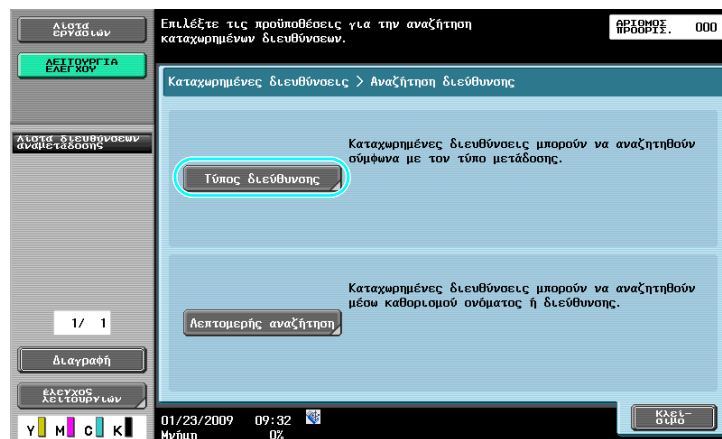 Λίστα
εργασιών
Επιλέξτε τις προϋποθέσεις για την αναζήτηση
καταχωρημένων διευθύνσεων.
ΑΡΙΘΜΟΣ
ΠΡΟΟΡΙΣ. 000
ΛΕΙΤΟΥΡΓΙΑ
ΕΛΕΓΧΟΥ
Καταχωρημένες διευθύνσεις > Αναζήτηση διεύθυνσης
Λίστα διευθύνσεων
αναμετάδοσης
Καταχωρημένες διευθύνσεις μπορούν να αναζητηθούν
σύμφωνα με τον τύπο μετάδοσης.
Τύπος διεύθυνσης
Καταχωρημένες διευθύνσεις μπορούν να αναζητηθούν
μέσω καθορισμού ονόματος ή διεύθυνσης.
Λεπτομερής αναζήτηση
1/ 1
Διαγραφή
έλεγχος
λειτουργιών
Κλεί-
σιμο
Y M C K
01/23/2009 09:32
Μνήμη 0%